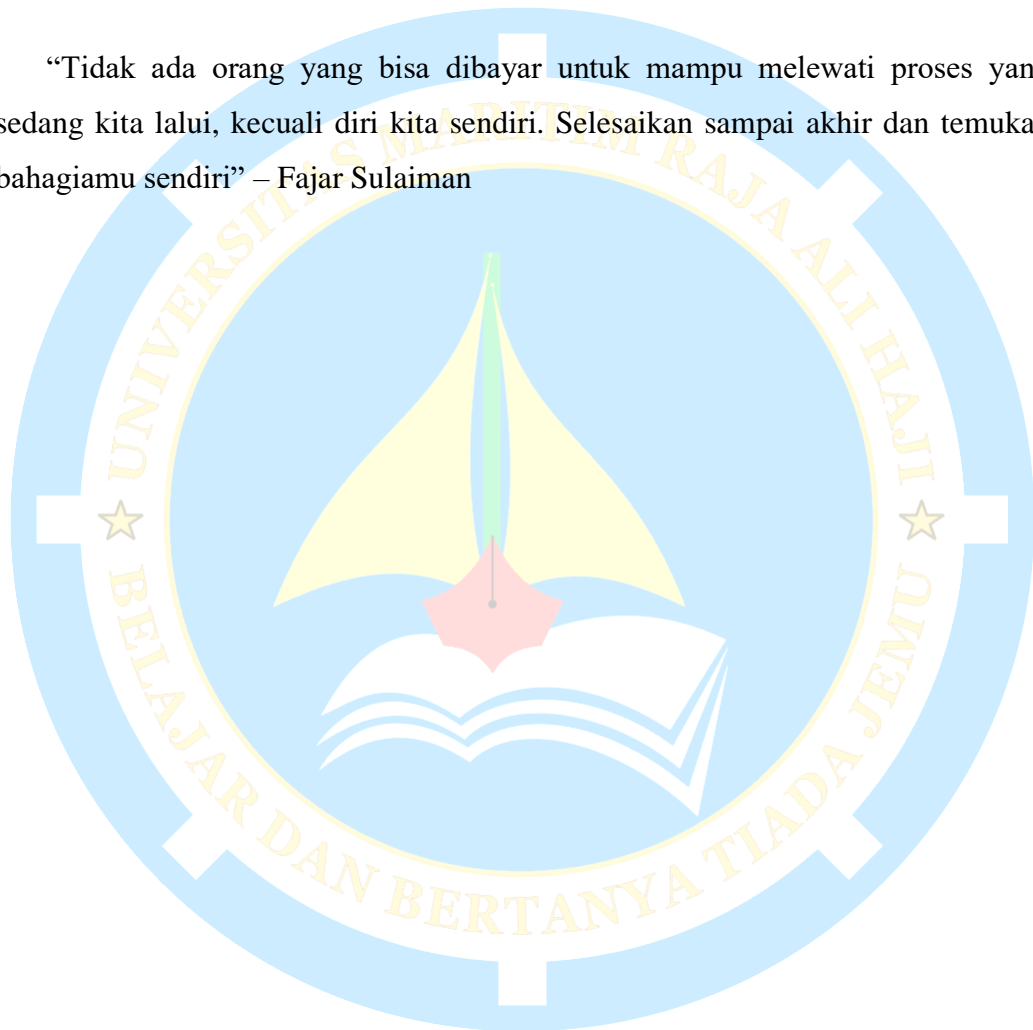 “Tidak ada orang yang bisa dibayar untuk mampu melewati proses yan
sedang kita lalui, kecuali diri kita sendiri. Selesaikan sampai akhir dan temuka
bahagiamu sendiri” – Fajar Sulaiman
UNIVERSITAS MARITIM RAJA ALI HAJI
BELAJAR DAN BERTANYA TIADA JEMU